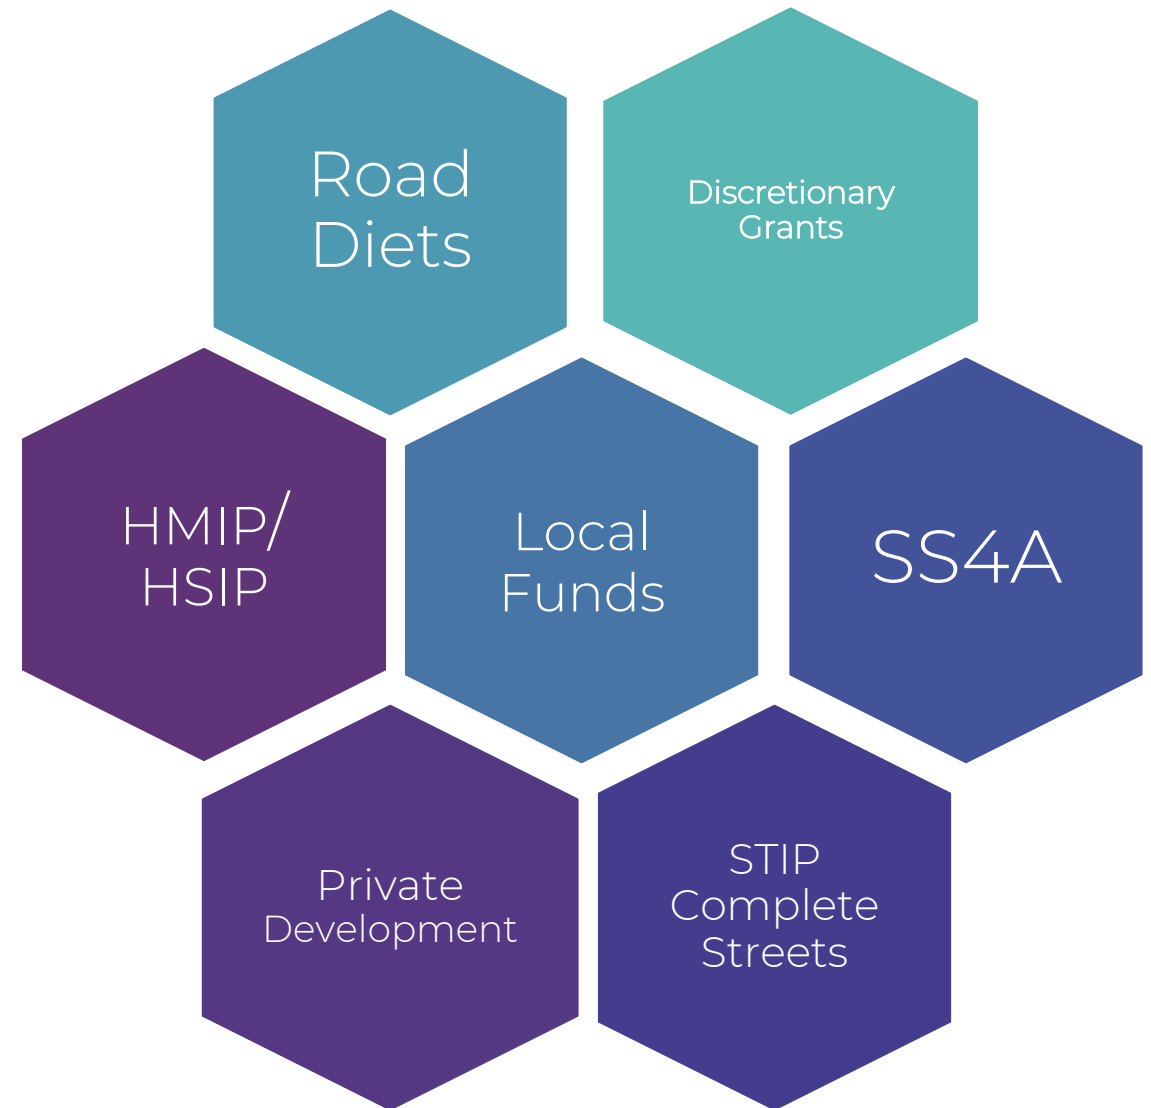 Road
Diets
Discretionary
Grants
HMIP/
HSIP
Local
Funds
SS4A
Private
Development
STIP
Complete
Streets